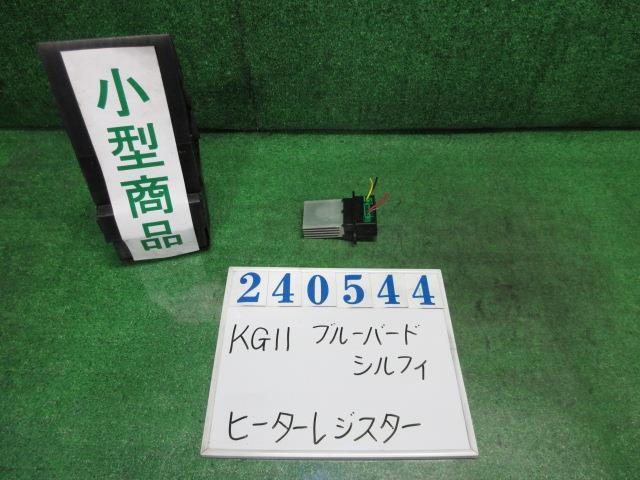 小型商品
240544
KG11 ブルーバード
シルフィ
ヒーターレジスター